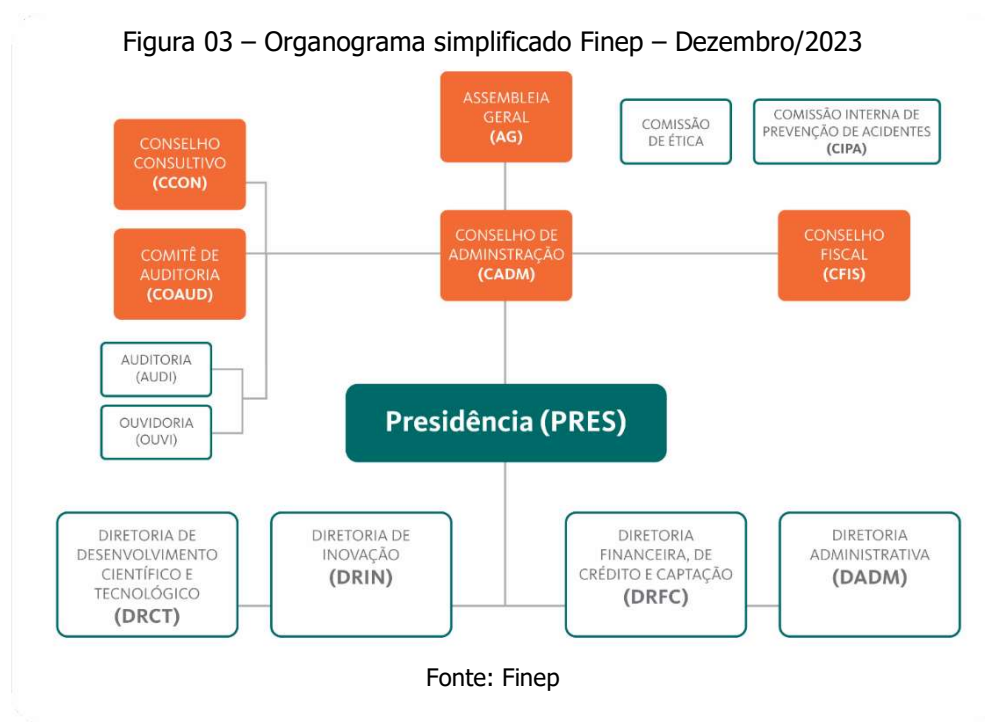 Figura 03 – Organograma simplificado Finep – Dezembro/2023
ASSEMBLEIA
GERAL
(AG)
COMISSÃO
DE ÉTICA
COMISSÃO INTERNA DE
PREVENÇÃO DE ACIDENTES
(CIPA)
CONSELHO
CONSULTIVO
(CCON)
COMITÊ DE
AUDITORIA
(COAUD)
CONSELHO DE
ADMINSTRAÇÃO
(CADM)
CONSELHO
FISCAL
(CFIS)
AUDITORIA
(AUDI)
OUVIDORIA
(OUVI)
Presidência (PRES)
DIRETORIA DE
DESENVOLVIMENTO
CIENTÍFICO E
TECNOLÓGICO
(DRCT)
DIRETORIA DE
INOVAÇÃO
(DRIN)
DIRETORIA
FINANCEIRA, DE
CRÉDITO E CAPTAÇÃO
(DRFC)
DIRETORIA
ADMINISTRATIVA
(DADM)
Fonte: Finep